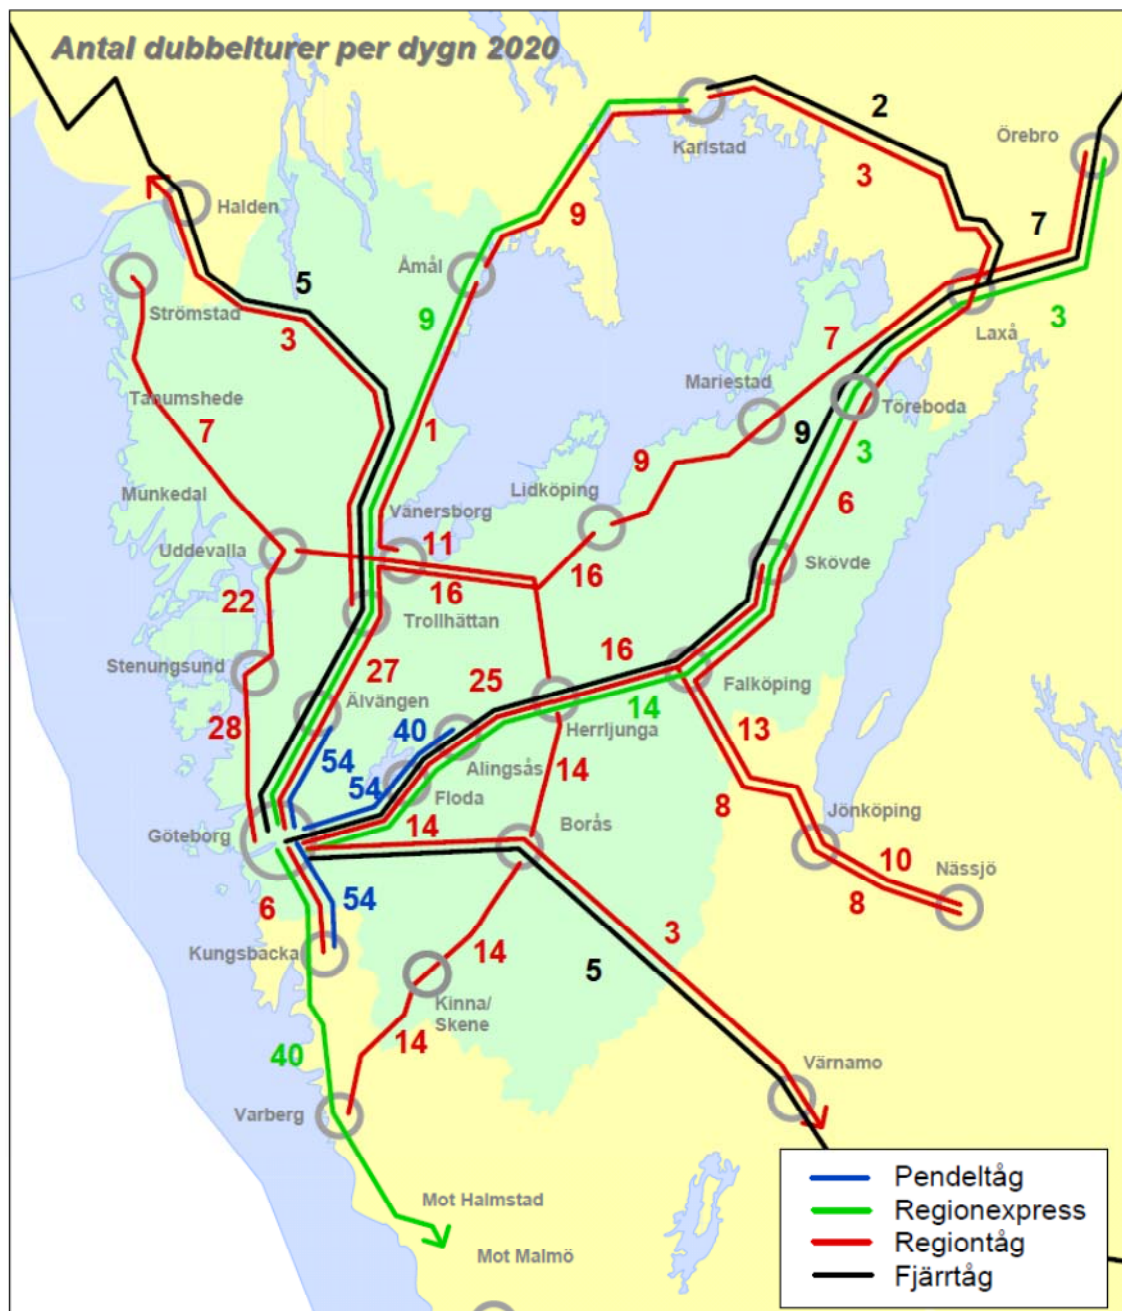 Antal dubbelturer per dygn 2020
2
Örebro
Karlstad
3
7
9
Halden
5
Åmål
Strömstad
3
9
Laxå
3
7
Mariestad
Tanumshede
Töreboda
7
1
9
3
9
Lidköping
6
Munkedal
Vänersborg
11
Uddevalla
Skövde
16
16
22
Trollhättan
16
Stenungsund
27
25
Falköping
Älvängen
14
28
40
Herrljunga
13
54
Alingsås
54
14
Floda
8
Jönköping
14
Borås
Göteborg
10
Nässjö
6
54
8
3
Kungsbacka
14
5
Kinna/
Skene
14
40
Värnamo
Varberg
Mot Halmstad
Mot Malmö
Pendeltåg
Regionexpress
Regiontåg
Fjärrtåg